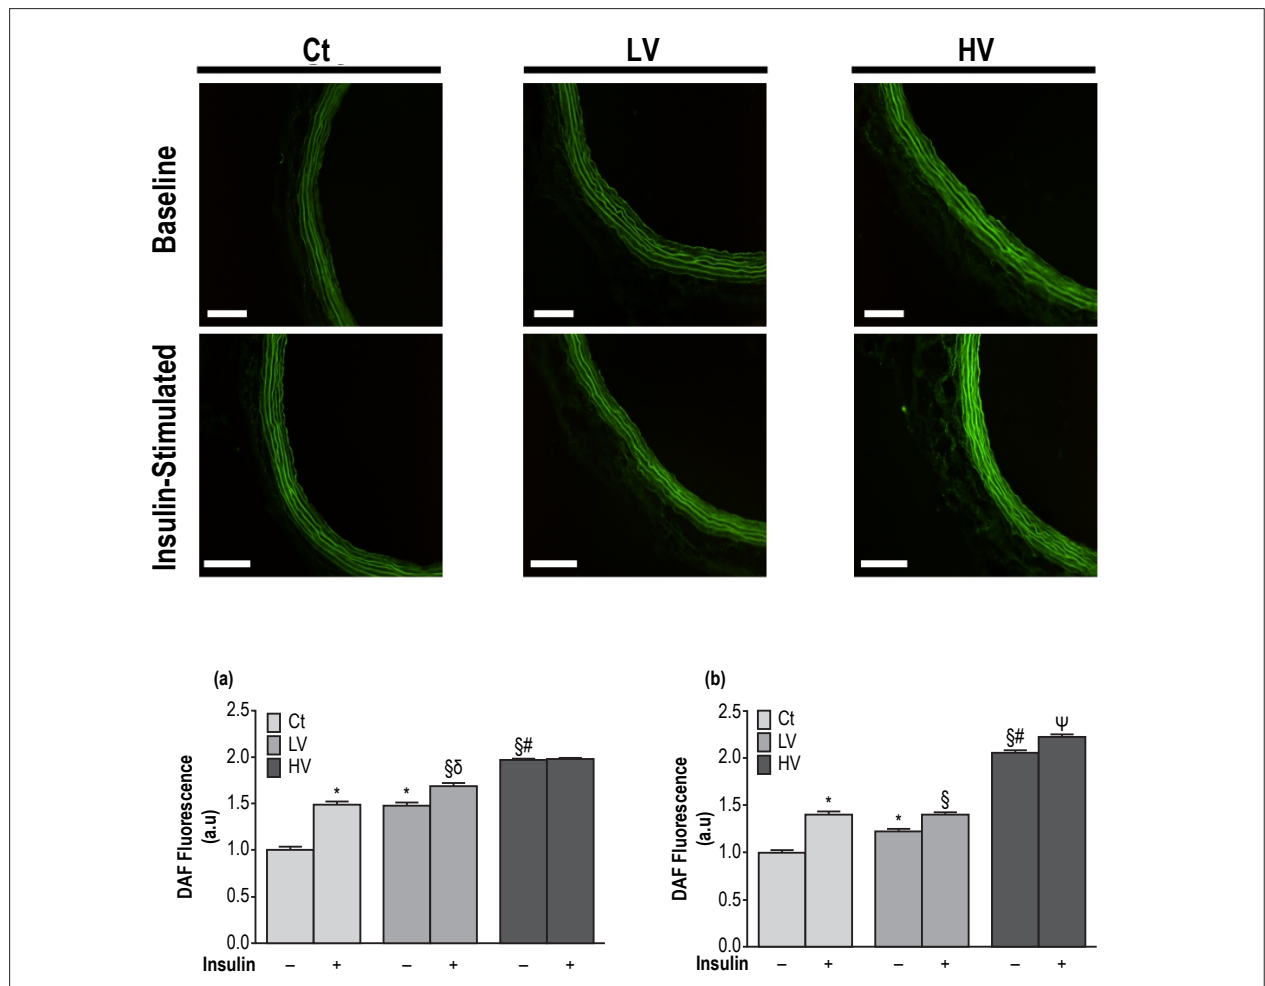 Ct LV HV
Baseline
Insulin-Stimulated
(a)
DAF Fluorescence
(a.u)
2.5
2.0
1.5
1.0
0.5
0.0
Ct
LV
HV
* * §δ §#
Insulin – + – + – +
(b)
DAF Fluorescence
(a.u)
2.5
2.0
1.5
1.0
0.5
0.0
Ct
LV
HV
* * § §# Ψ
Insulin – + – + – +